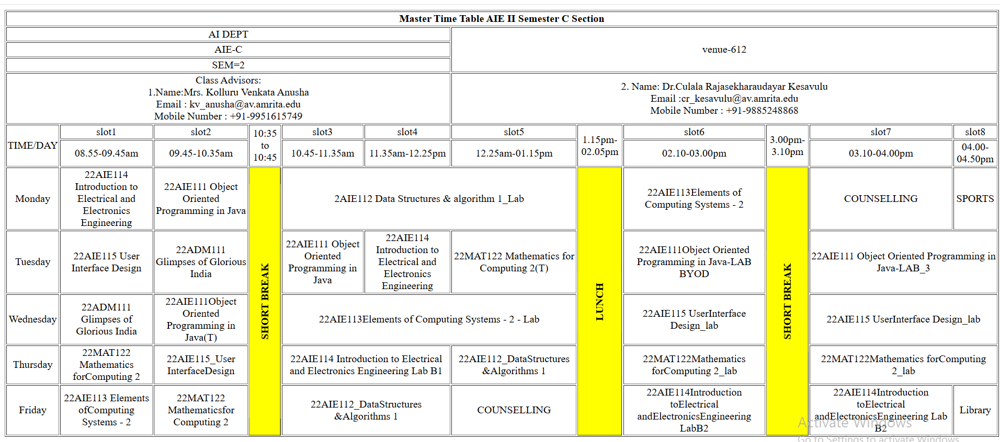 Master Time Table AIE II Semester C Section
AI DEPT
AIE-C
SEM=2
venue-612
Class Advisors:
1.Name:Mrs. Kolluru Venkata Anusha
Email : kv_anusha@av.amrita.edu
Mobile Number : +91-9951615749
2. Name: Dr.Culala Rajasekharaudayar Kesavulu
Email :cr_kesavulu@av.amrita.edu
Mobile Number : +91-9885248868
TIME/DAY
slot1
slot2
10:35
to
10:45
slot3
slot4
slot5
1.15pm-
02.05pm
slot6
3.00pm-
3.10pm
slot7
slot8
08.55-09.45am
09.45-10.35am
10.45-11.35am
11.35am-12.25pm
12.25am-01.15pm
02.10-03.00pm
03.10-04.00pm
04.00-
04.50pm
Monday
22AIE114
Introduction to
Electrical and
Electronics
Engineering
22AIE111 Object
Oriented
Programming in Java
SHORT BREAK
2AIE112 Data Structures & algorithm 1_Lab
LUNCH
22AIE113Elements of
Computing Systems - 2
SHORT BREAK
COUNSELLING
SPORTS
Tuesday
22AIE115 User
Interface Design
22ADM111
Glimpses of Glorious
India
22AIE111 Object
Oriented
Programming in
Java
22AIE114
Introduction to
Electrical and
Electronics
Engineering
22MAT122 Mathematics for
Computing 2(T)
22AIE111Object Oriented
Programming in Java-LAB
BYOD
22AIE111 Object Oriented Programming in
Java-LAB_3
Wednesday
22ADM111
Glimpses of
Glorious India
22AIE111Object
Oriented
Programming in
Java(T)
22AIE113Elements of Computing Systems - 2 - Lab
22AIE115 UserInterface
Design_lab
22AIE115 UserInterface Design_lab
Thursday
22MAT122
Mathematics
forComputing 2
22AIE115_User
InterfaceDesign
22AIE114 Introduction to Electrical
and Electronics Engineering Lab B1
22AIE112_DataStructures
&Algorithms 1
22MAT122Mathematics
forComputing 2_lab
22MAT122Mathematics forComputing
2_lab
Friday
22AIE113 Elements
ofComputing
Systems - 2
22MAT122
Mathematicsfor
Computing 2
22AIE112_DataStructures
&Algorithms 1
COUNSELLING
22AIE114Introduction
toElectrical
andElectronicsEngineering
LabB2
22AIE114Introduction
toElectrical
andElectronicsEngineering Lab
B2
Library
Activate Windows
Go to Settings to activate Windows.